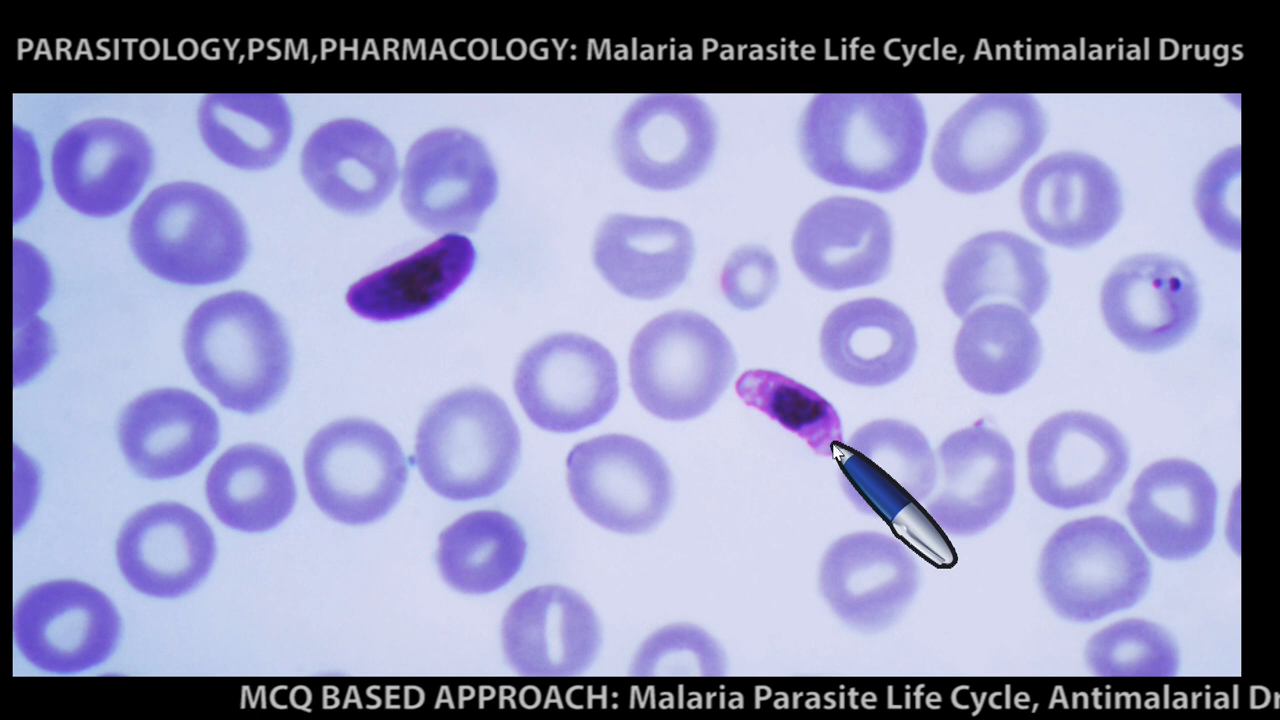 PARASITOLOGY,PSM,PHARMACOLOGY: Malaria Parasite Life Cycle, Antimalarial Drugs
MCQ BASED APPROACH: Malaria Parasite Life Cycle, Antimalarial